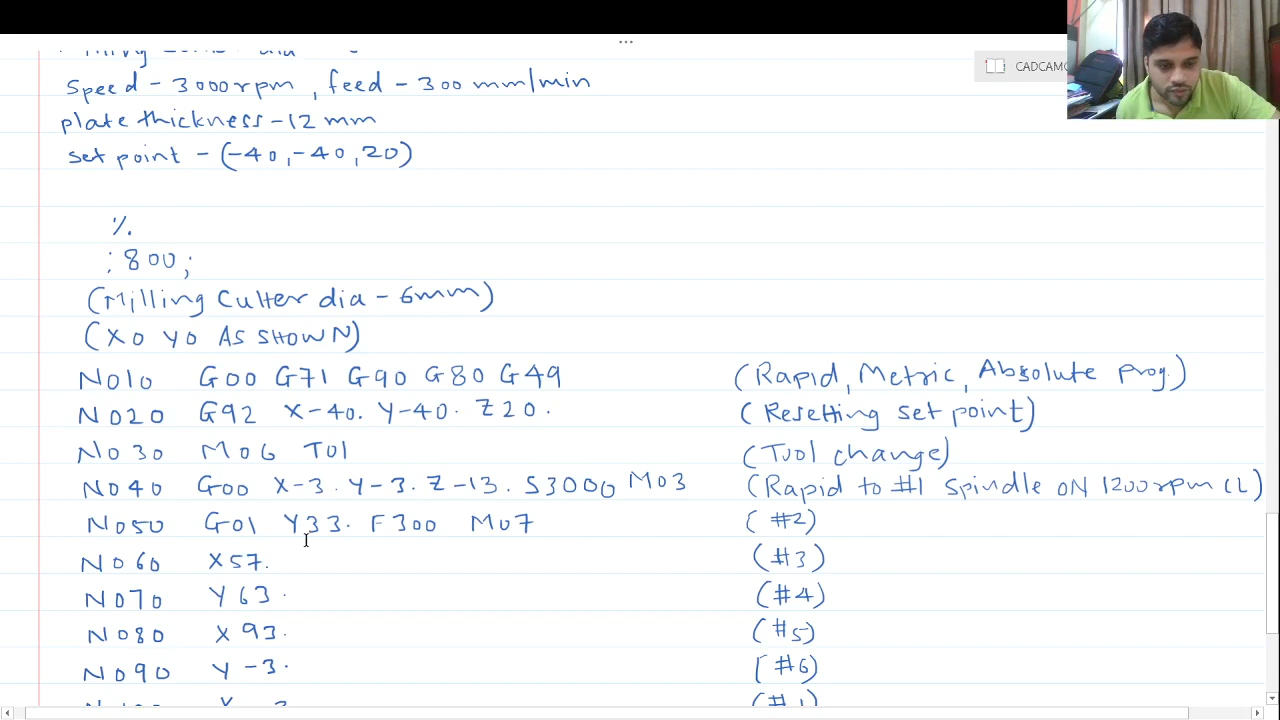 speed - 3000rpm, feed - 300 mm/min
plate thickness - 12 mm
set point - (-40, -40, 20)
CADCAM
%
:800;
(Milling Cutter dia - 6mm)
(X0 Y0 AS SHOWN)
N010 G00 G71 G90 G80 G49 (Rapid, Metric, Absolute Prog.)
N020 G92 X-40. Y-40. Z20. (Resetting set point)
N030 M06 T01 (Tool change)
N040 G00 X-3. Y-3. Z-13. S3000 M03 (Rapid to #1 Spindle ON 1200rpm CL)
N050 G01 Y33. F300 M07 (#2)
N060 X57. (#3)
N070 Y63. (#4)
N080 X93. (#5)
N090 Y-3. (#6)
(#1)